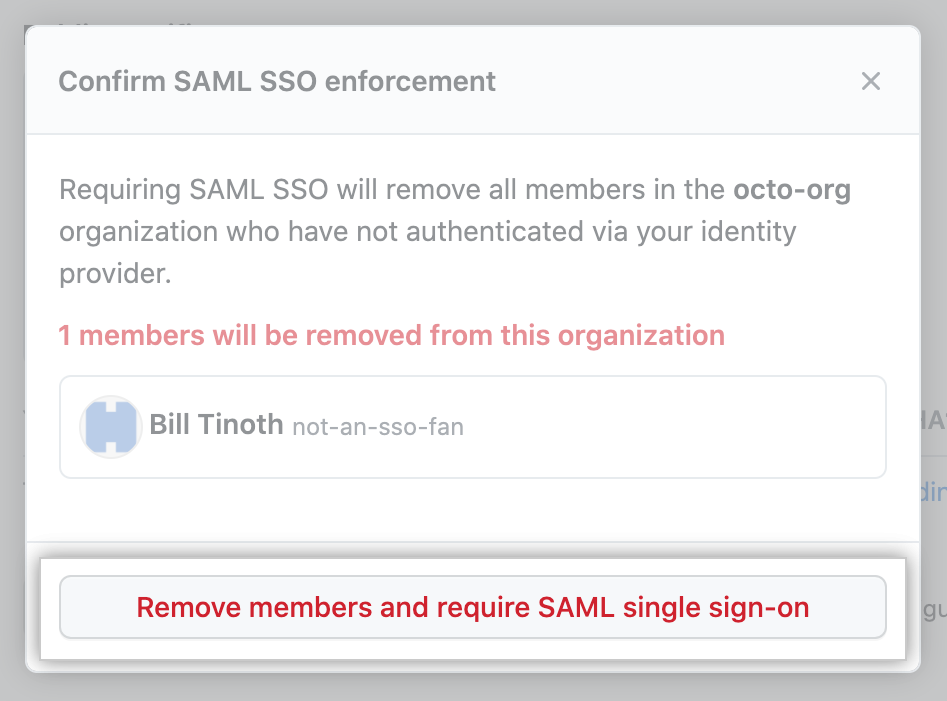 Confirm SAML SSO enforcement
Requiring SAML SSO will remove all members in the octo-org
organization who have not authenticated via your identity
provider.
1 members will be removed from this organization
Bill Tinoth not-an-sso-fan
Remove members and require SAML single sign-on